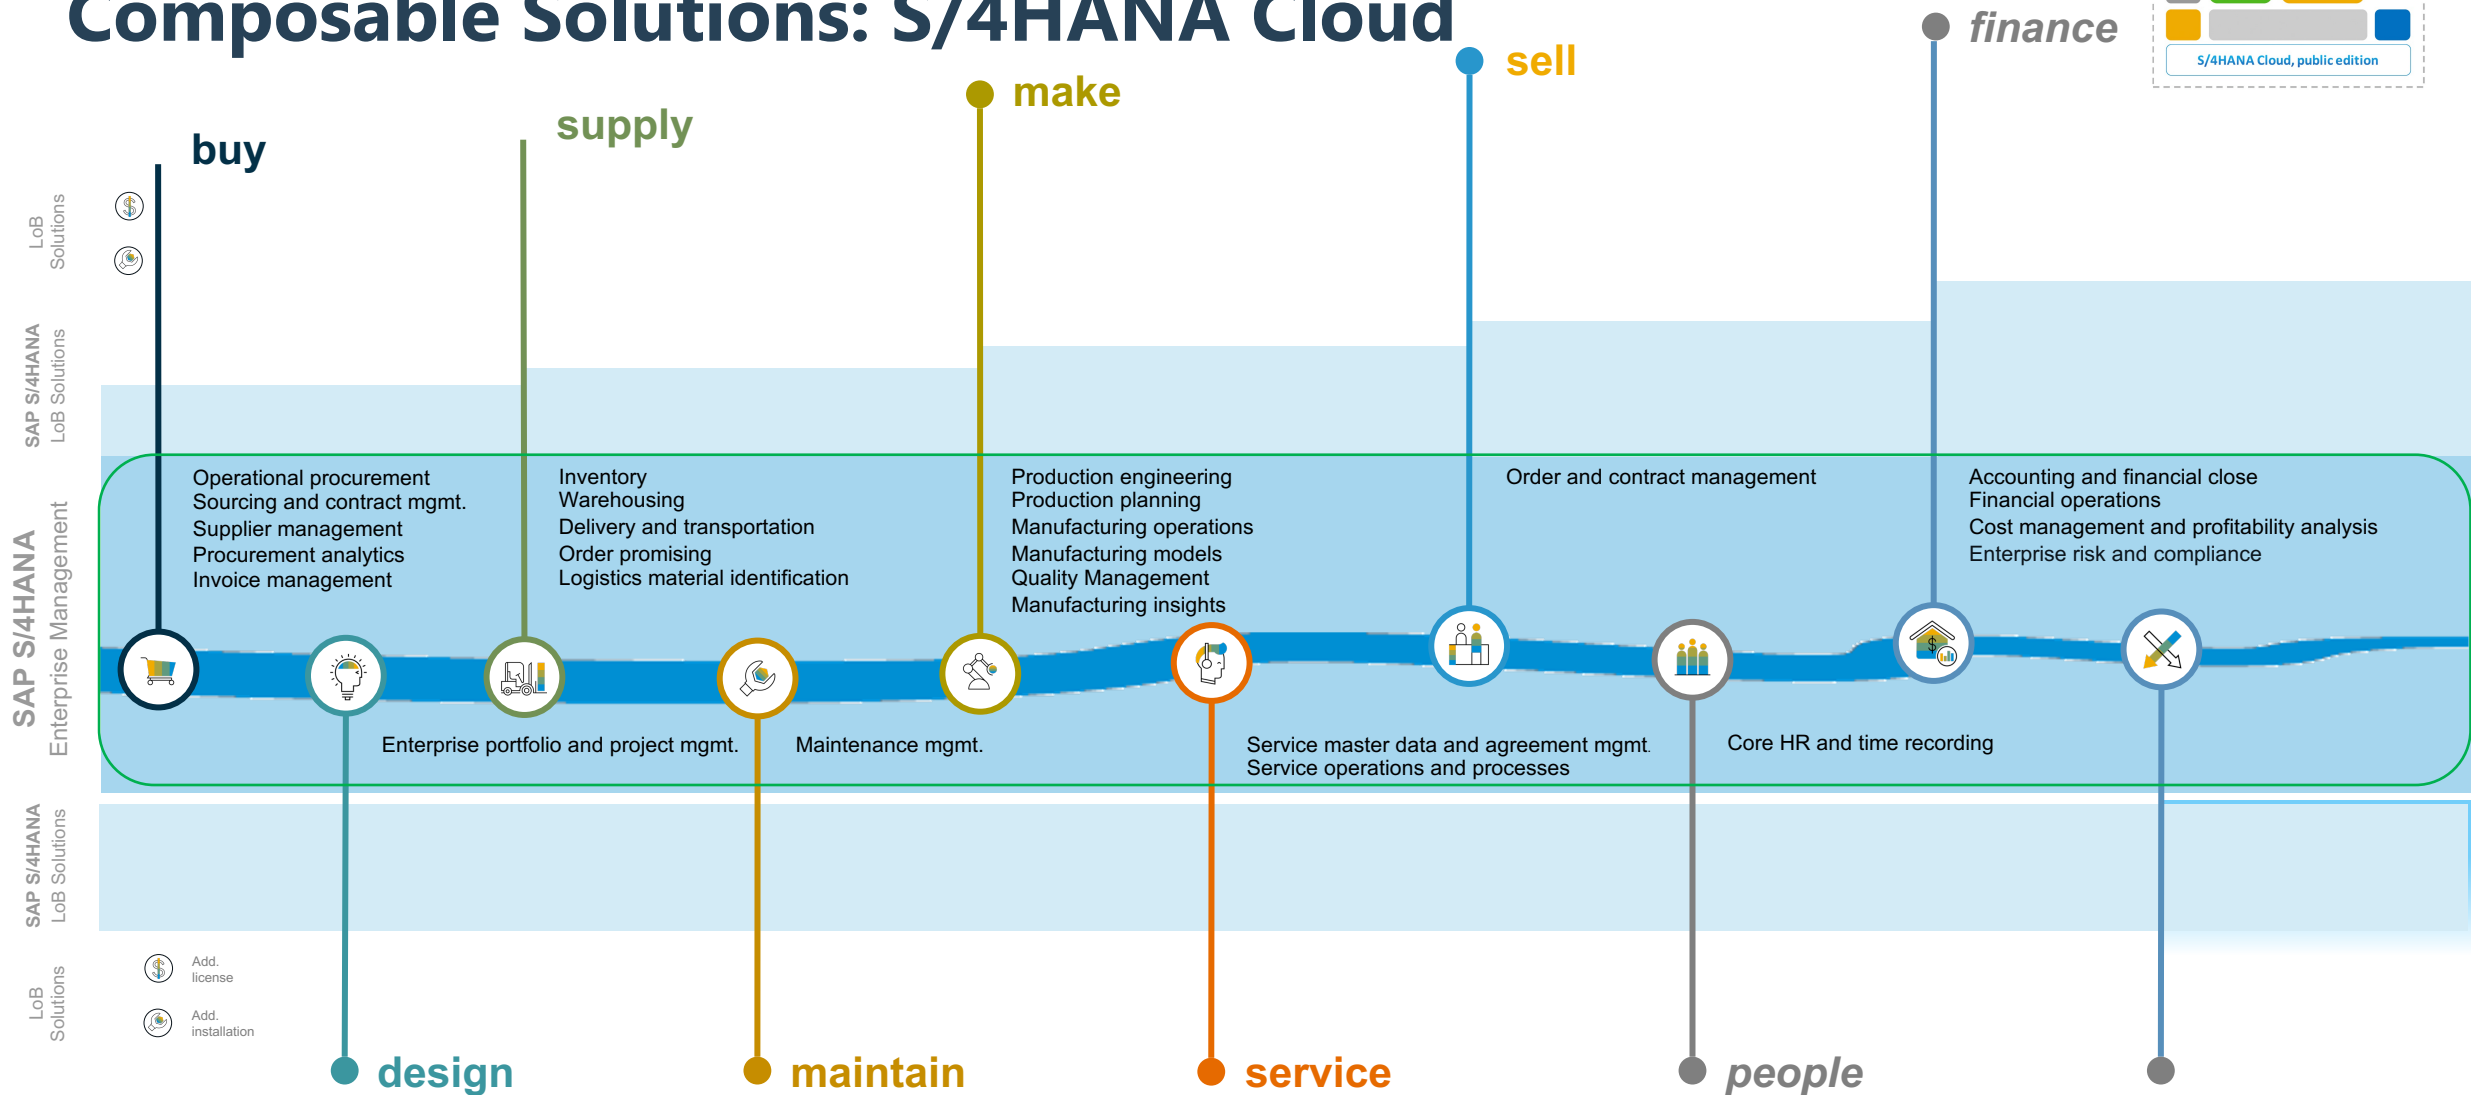 Composable Solutions: S/4HANA Cloud
finance
S/4HANA Cloud, public edition
sell
make
supply
buy
LoB
Solutions
SAP S/4HANA
LoB Solutions
SAP S/4HANA
Enterprise Management
Operational procurement
Sourcing and contract mgmt.
Supplier management
Procurement analytics
Invoice management
Inventory
Warehousing
Delivery and transportation
Order promising
Logistics material identification
Production engineering
Production planning
Manufacturing operations
Manufacturing models
Quality Management
Manufacturing insights
Order and contract management
Accounting and financial close
Financial operations
Cost management and profitability analysis
Enterprise risk and compliance
Enterprise portfolio and project mgmt.
Maintenance mgmt.
Service master data and agreement mgmt.
Service operations and processes
Core HR and time recording
SAP S/4HANA
LoB Solutions
LoB
Solutions
Add.
license
Add.
installation
design
maintain
service
people